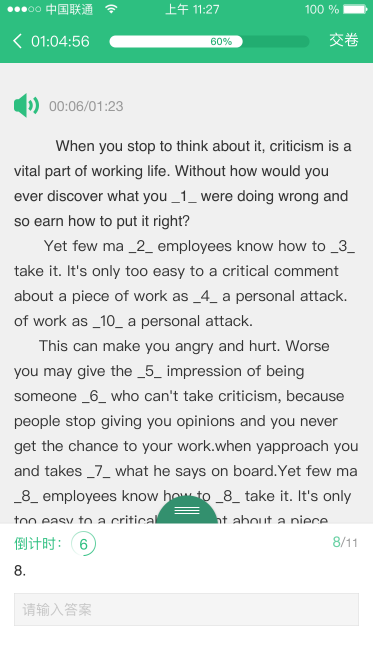 中国联通 上午 11:27 100 %
01:04:56 60% 交卷
00:06/01:23
When you stop to think about it, criticism is a
vital part of working life. Without how would you
ever discover what you _1_ were doing wrong and
so earn how to put it right?
Yet few ma _2_ employees know how to _3_
take it. It's only too easy to a critical comment
about a piece of work as _4_ a personal attack.
of work as _10_ a personal attack.
This can make you angry and hurt. Worse
you may give the _5_ impression of being
someone _6_ who can't take criticism, because
people stop giving you opinions and you never
get the chance to your work.when yapproach you
and takes _7_ what he says on board.Yet few ma
_8_ employees know how to _8_ take it. It's only
too easy to a critical about a piece
倒计时： 6 8/11
8.
请输入答案